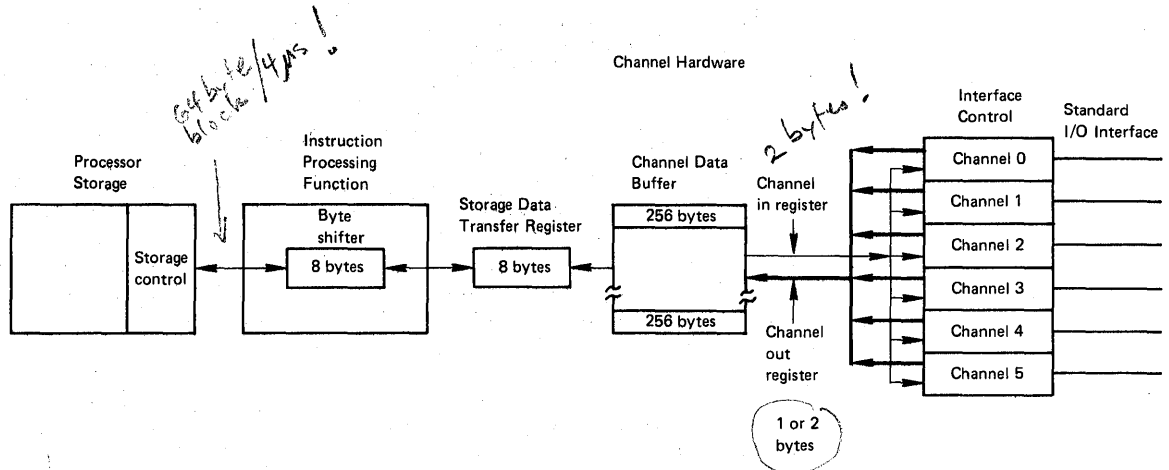 64 byte/4 µs!
block
Channel Hardware
2 bytes!
Processor
Storage
Storage
control
Instruction
Processing
Function
Byte
shifter
8 bytes
Storage Data
Transfer Register
8 bytes
Channel Data
Buffer
256 bytes
256 bytes
Channel
in register
Channel
out
register
1 or 2
bytes
Interface
Control
Channel 0
Channel 1
Channel 2
Channel 3
Channel 4
Channel 5
Standard
I/O Interface